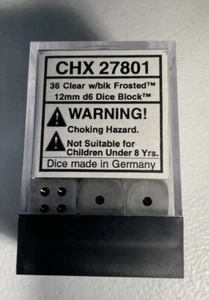 CHX 27801
36 Clear w/blk Frosted™
12mm d6 Dice Block™
WARNING!
Choking Hazard.
Not Suitable for
Children Under 8 Yrs.
Dice made in Germany